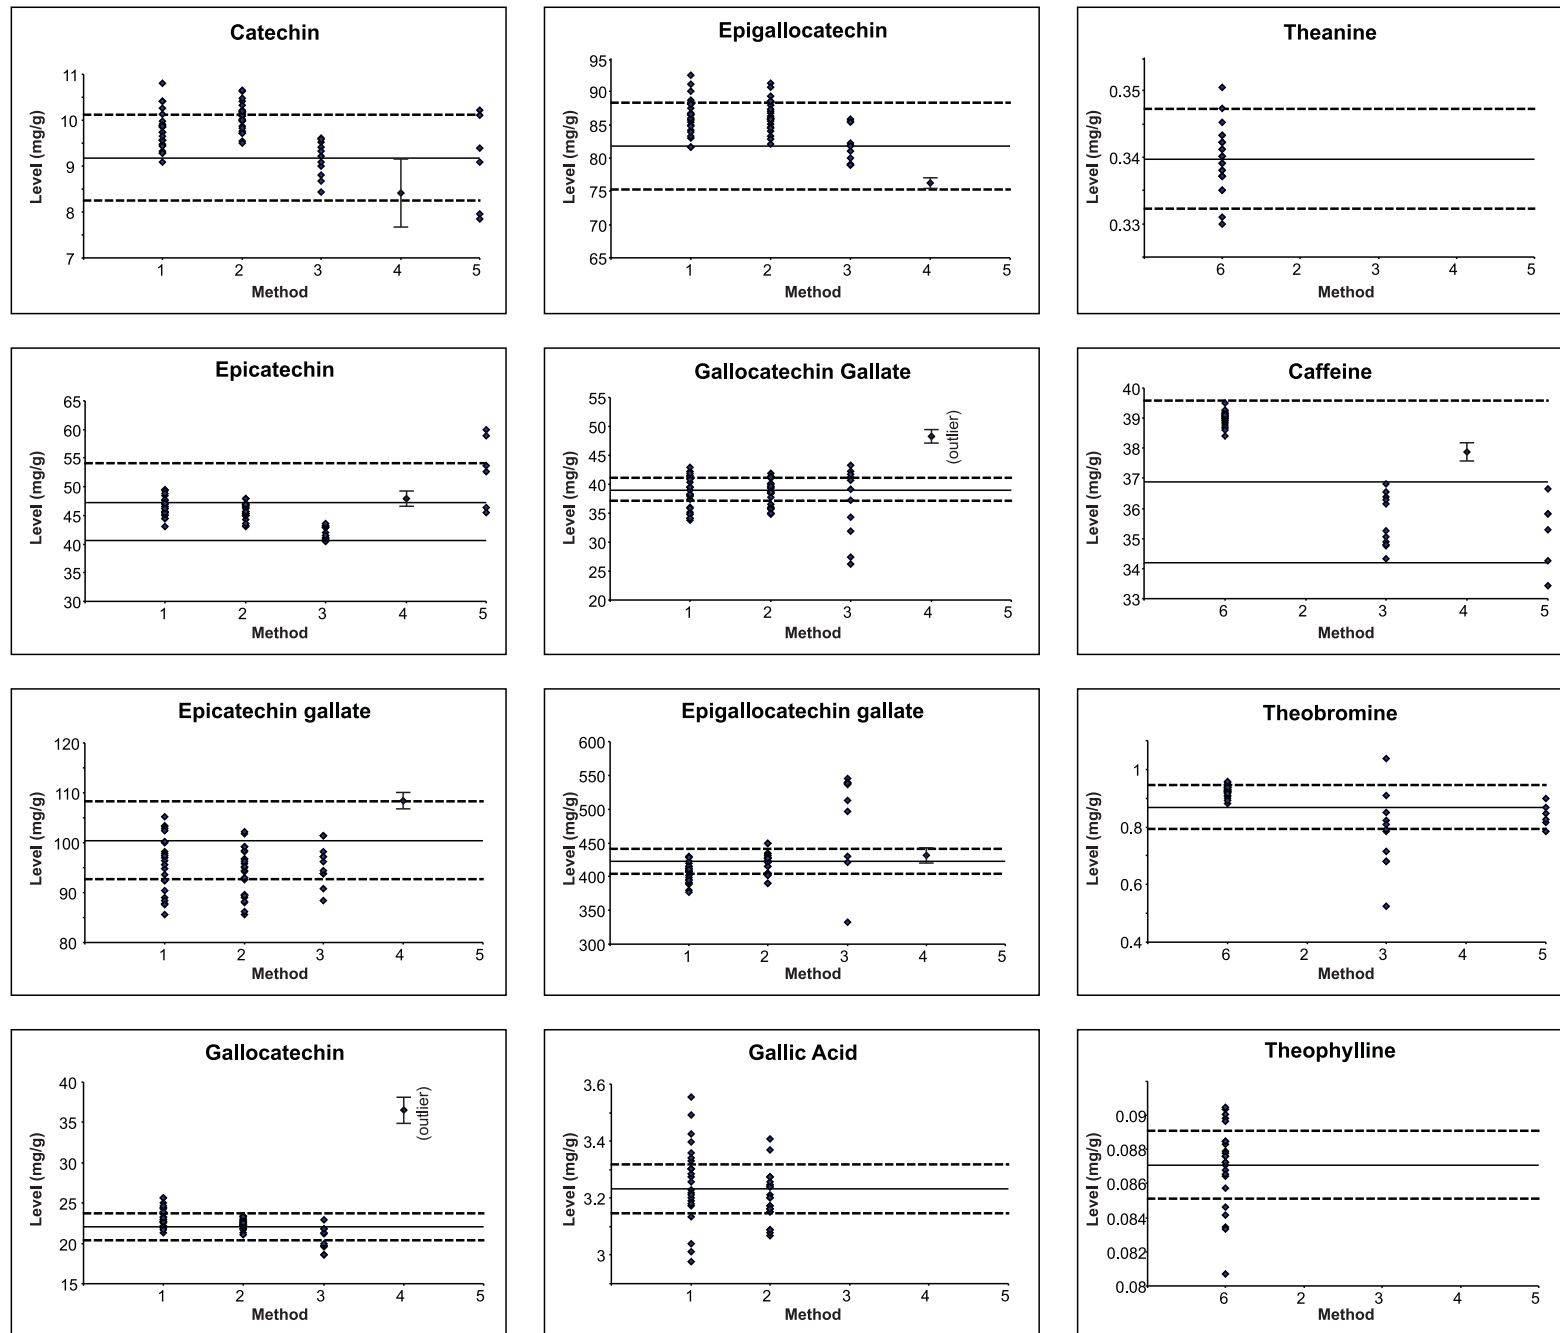 Catechin
Level (mg/g)
11
10
9
8
7
1 2 3 4 5
Method
Epigallocatechin
Level (mg/g)
95
90
85
80
75
70
65
1 2 3 4 5
Method
Theanine
Level (mg/g)
0.35
0.34
0.33
6 2 3 4 5
Method
Epicatechin
Level (mg/g)
65
60
55
50
45
40
35
30
1 2 3 4 5
Method
Gallocatechin Gallate
Level (mg/g)
55
50
45
40
35
30
25
20
(outlier)
1 2 3 4 5
Method
Caffeine
Level (mg/g)
40
39
38
37
36
35
34
33
6 2 3 4 5
Method
Epicatechin gallate
Level (mg/g)
120
110
100
90
80
1 2 3 4 5
Method
Epigallocatechin gallate
Level (mg/g)
600
550
500
450
400
350
300
1 2 3 4 5
Method
Theobromine
Level (mg/g)
1
0.8
0.6
0.4
6 2 3 4 5
Method
Gallocatechin
Level (mg/g)
40
35
30
25
20
15
(outlier)
1 2 3 4 5
Method
Gallic Acid
Level (mg/g)
3.6
3.4
3.2
3
1 2 3 4 5
Method
Theophylline
Level (mg/g)
0.09
0.088
0.086
0.084
0.082
0.08
6 2 3 4 5
Method